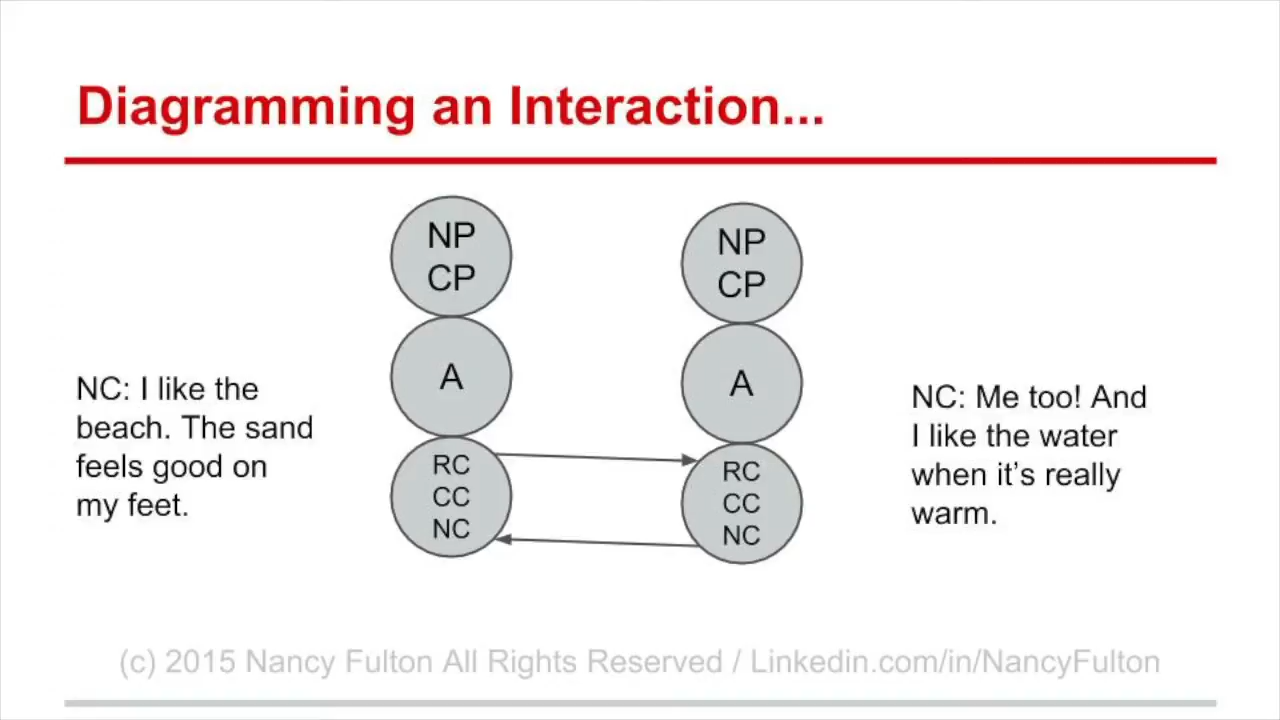 Diagramming an Interaction...
NP
CP
A
RC
CC
NC
NP
CP
A
RC
CC
NC
NC: I like the
beach. The sand
feels good on
my feet.
NC: Me too! And
I like the water
when it's really
warm.
(c) 2015 Nancy Fulton All Rights Reserved / Linkedin.com/in/NancyFulton